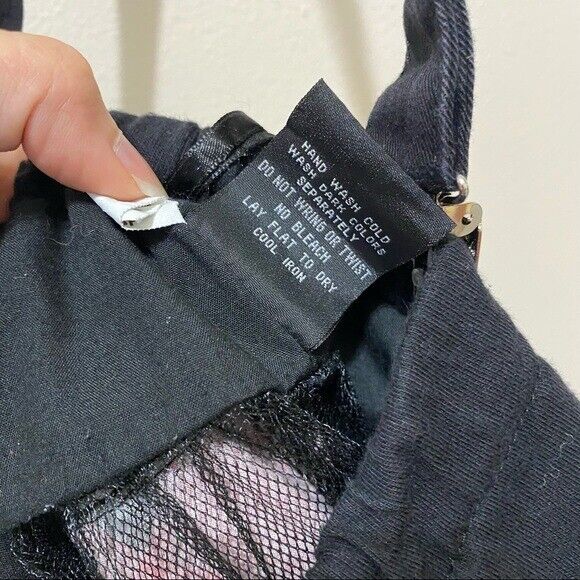 HAND WASH COLD
WASH DARK COLORS
SEPARATELY
DO NOT WRING OR TWIST
NO BLEACH
LAY FLAT TO DRY
COOL IRON